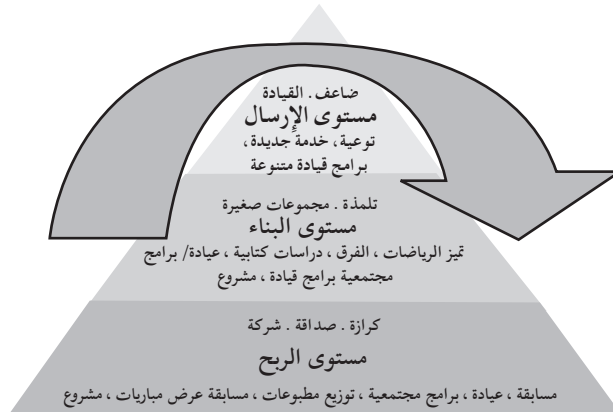 ضاعف . القيادة
مستوى الإرسال
توعية ، خدمة جديدة ،
برامج قيادة متنوعة
تلمذة . مجموعات صغيرة
مستوى البناء
تميز الرياضات ، الفرق ، دراسات كتابية ، عيادة/ برامج
مجتمعية برامج قيادة ، مشروع
كرازة . صداقة . شركة
مستوى الربح
مسابقة ، عيادة ، برامج مجتمعية ، توزيع مطبوعات ، مسابقة عرض مباريات ، مشروع